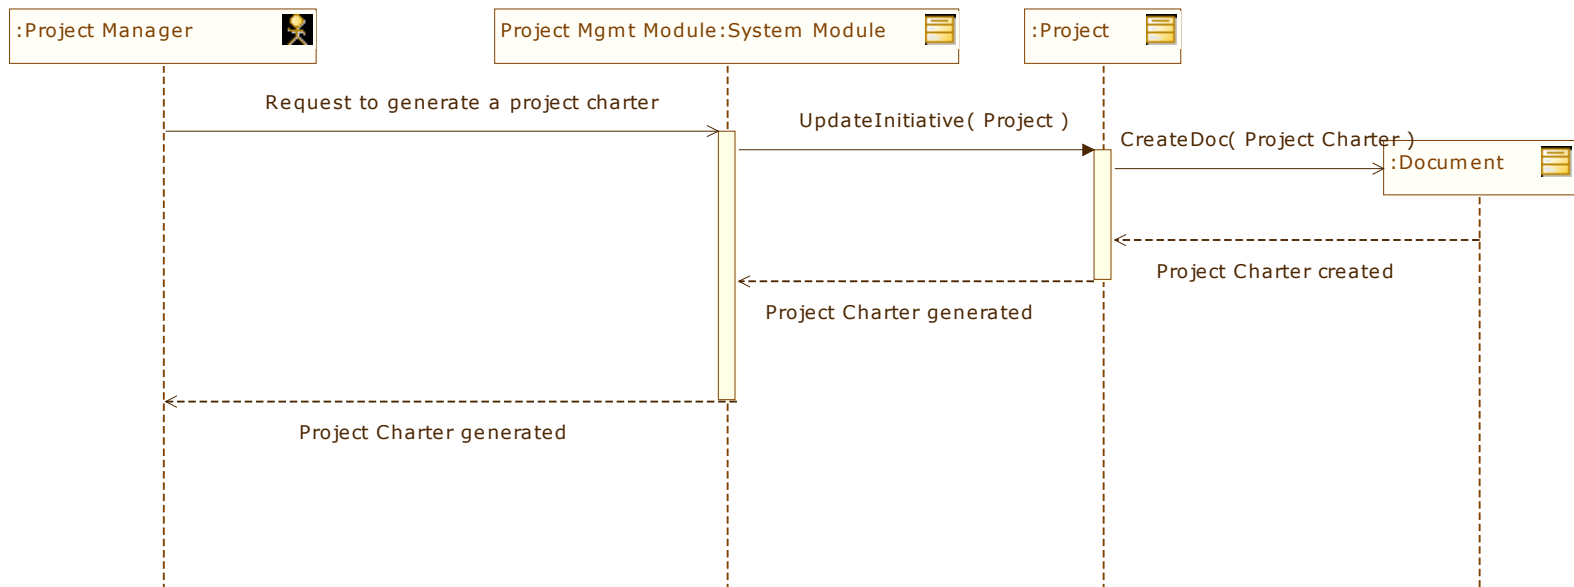 :Project Manager
Project Mgmt Module:System Module
:Project
Request to generate a project charter
UpdateInitiative( Project )
CreateDoc( Project Charter )
:Document
Project Charter created
Project Charter generated
Project Charter generated